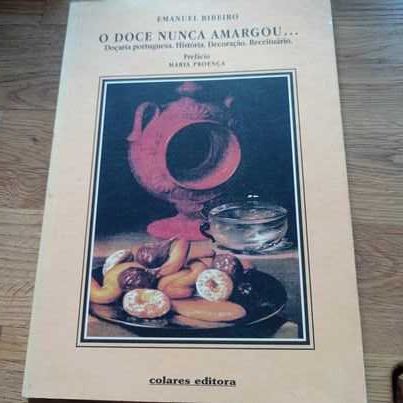 EMANUEL RIBEIRO
O DOCE NUNCA AMARGOU...
Doçaria portuguesa. História. Decoração. Receituário.
Prefácio
MARIA PROENÇA
colares editora